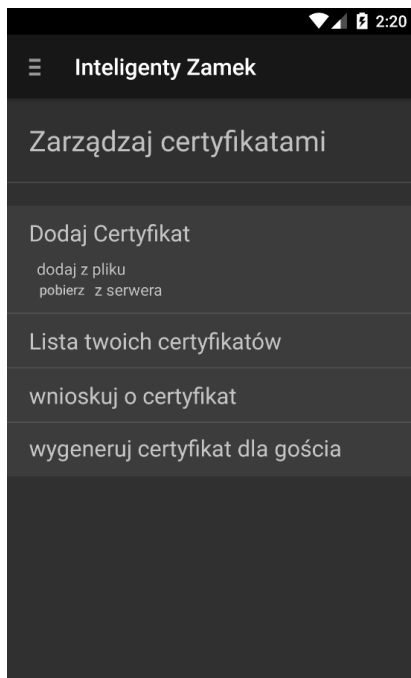 2:20
Inteligenty Zamek
Zarządzaj certyfikatami
Dodaj Certyfikat
dodaj z pliku
pobierz z serwera
Lista twoich certyfikatów
wnioskuj o certyfikat
wygeneruj certyfikat dla gościa